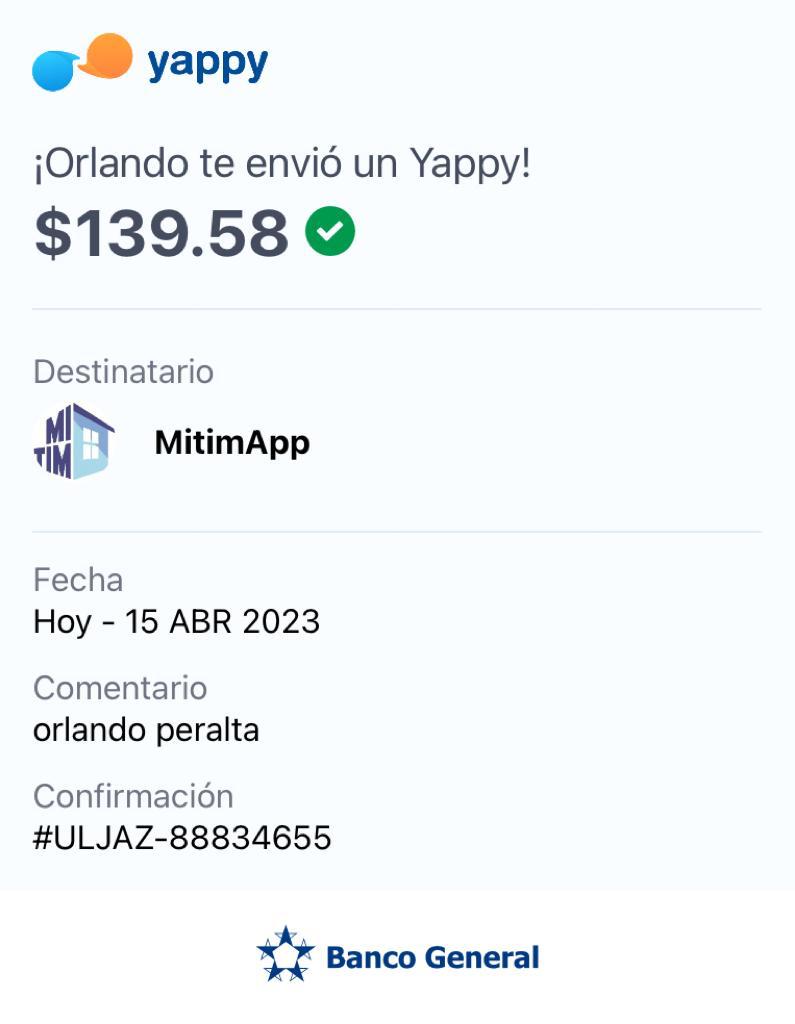 yappy
¡Orlando te envió un Yappy!
$139.58
Destinatario
MI
TIM
MitimApp
Fecha
Hoy - 15 ABR 2023
Comentario
orlando peralta
Confirmación
#ULJAZ-88834655
Banco General